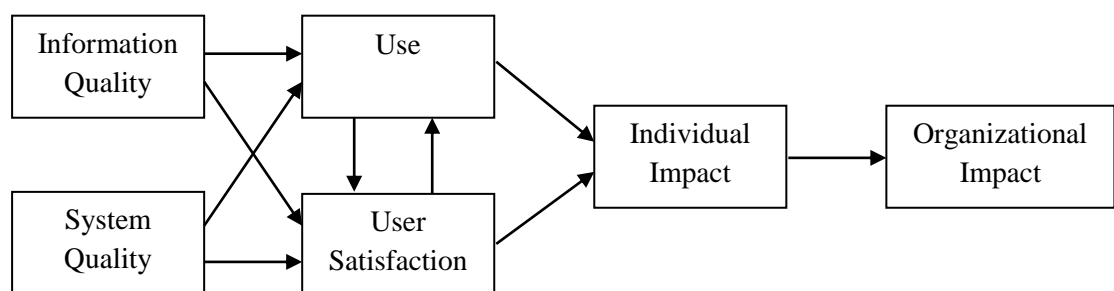 Information
Quality
Use
Individual
Impact
Organizational
Impact
System
Quality
User
Satisfaction